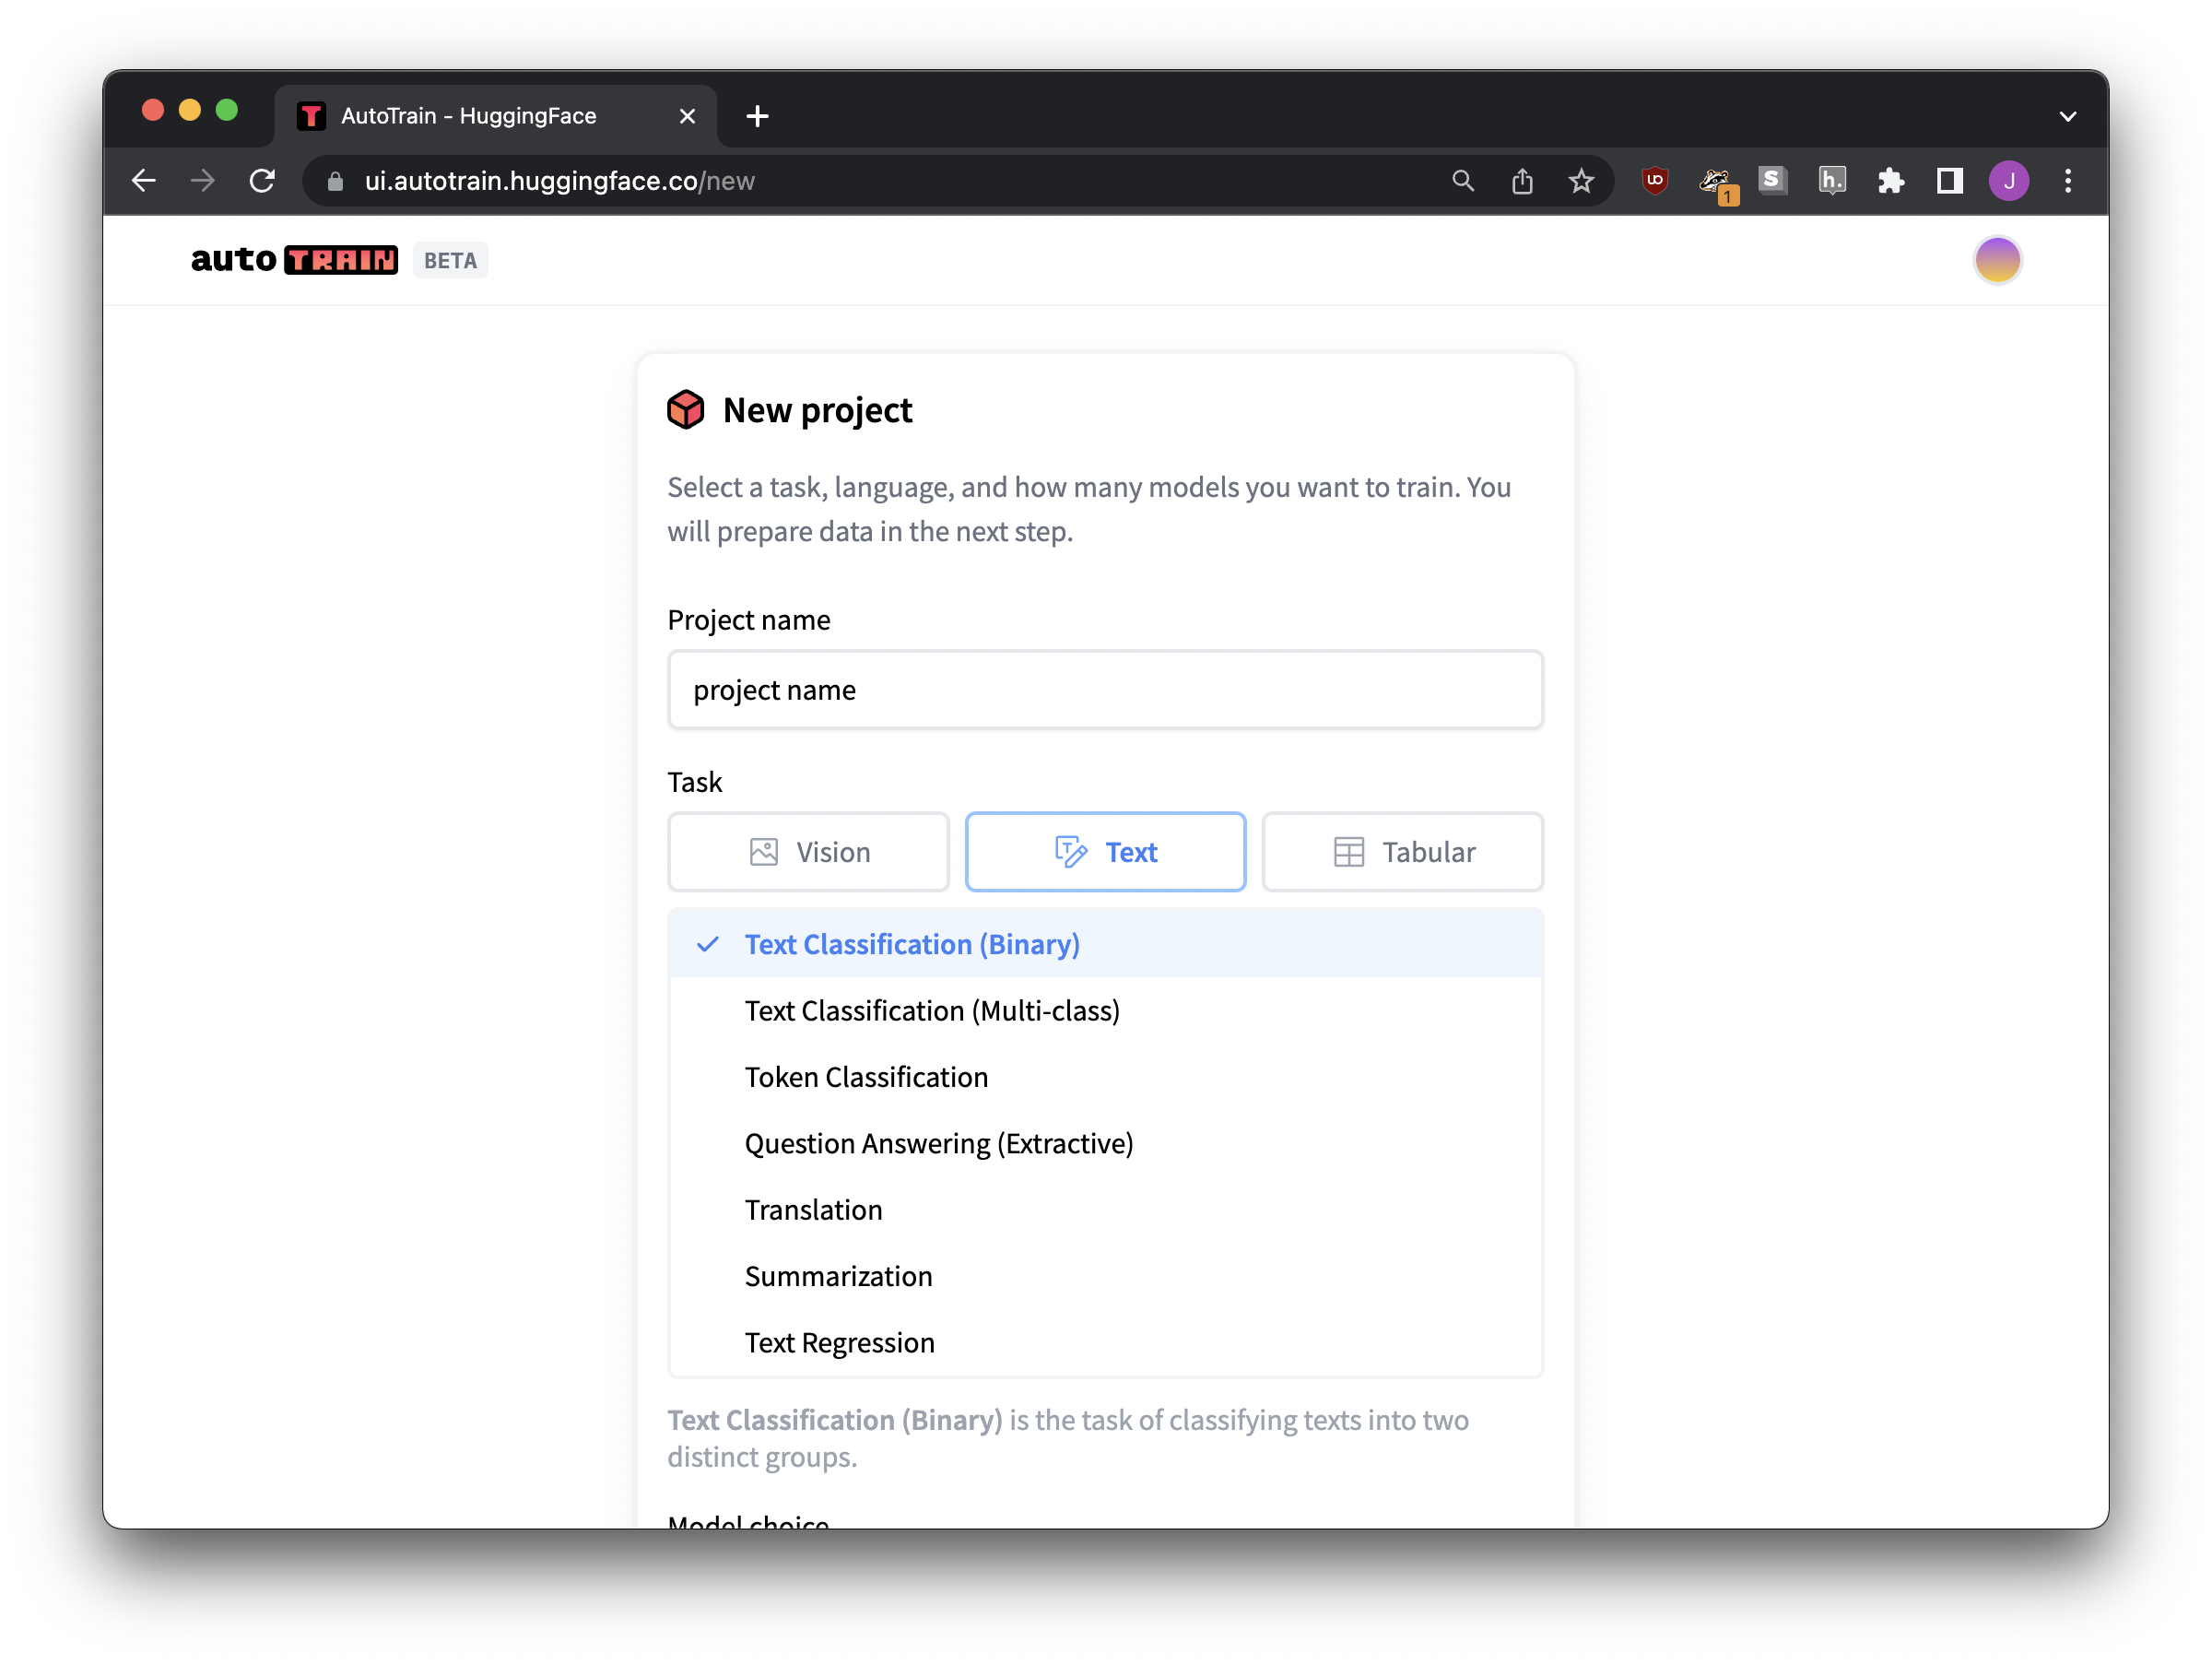 AutoTrain - HuggingFace
ui.autotrain.huggingface.co/new
1
S
h.
J
auto TRAIN BETA
New project
Select a task, language, and how many models you want to train. You
will prepare data in the next step.
Project name
project name
Task
Vision
Text
Tabular
Text Classification (Binary)
Text Classification (Multi-class)
Token Classification
Question Answering (Extractive)
Translation
Summarization
Text Regression
Text Classification (Binary) is the task of classifying texts into two
distinct groups.
Model choice